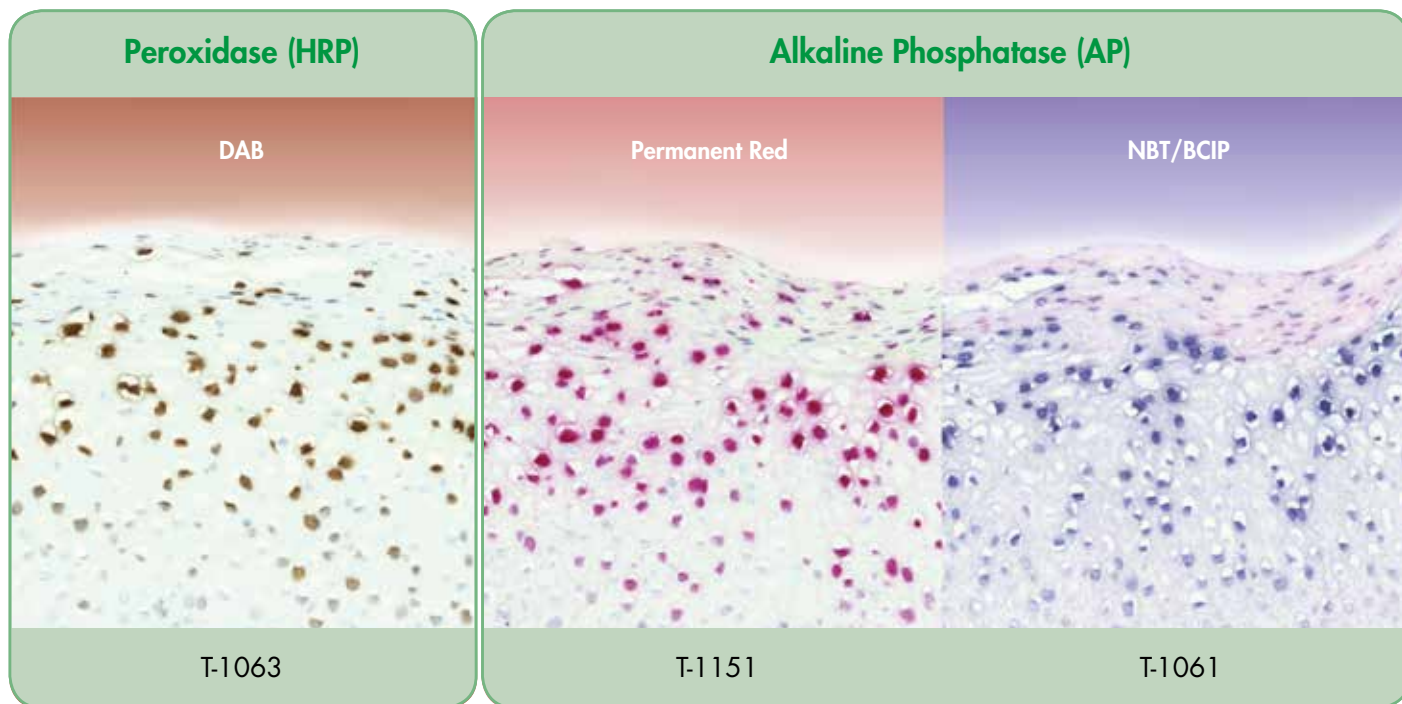 Peroxidase (HRP)
Alkaline Phosphatase (AP)
DAB
Permanent Red
NBT/BCIP
T-1063
T-1151
T-1061